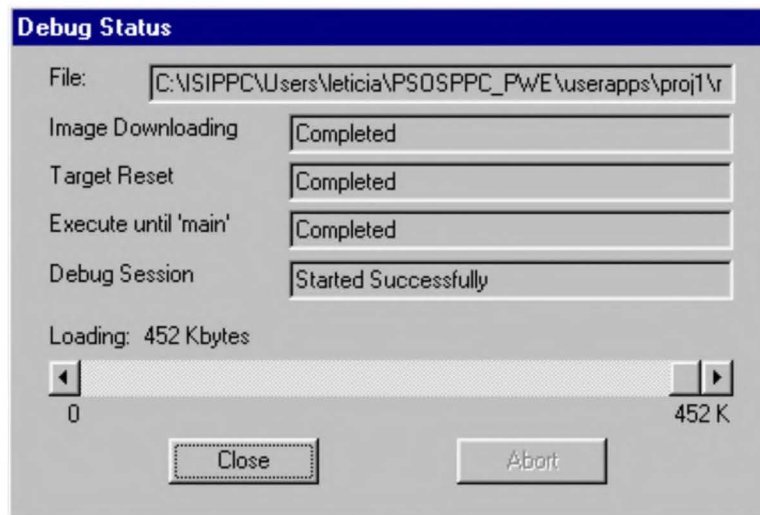 Debug Status
File: C:\ISIPPC\Users\leticia\PSOSPPC_PWE\userapps\proj1\r
Image Downloading Completed
Target Reset Completed
Execute until 'main' Completed
Debug Session Started Successfully
Loading: 452 Kbytes
0 452 K
Close Abort